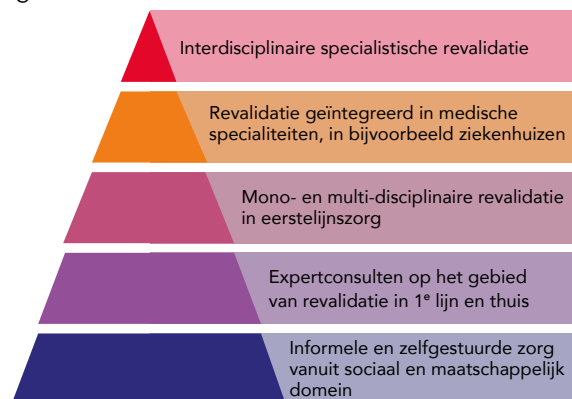 Interdisciplinaire specialistische revalidatie
Revalidatie geïntegreerd in medische
specialiteiten, in bijvoorbeeld ziekenhuizen
Mono- en multi-disciplinaire revalidatie
in eerstelijnszorg
Expertconsulten op het gebied
van revalidatie in 1ᵉ lijn en thuis
Informele en zelfgestuurde zorg
vanuit sociaal en maatschappelijk
domein